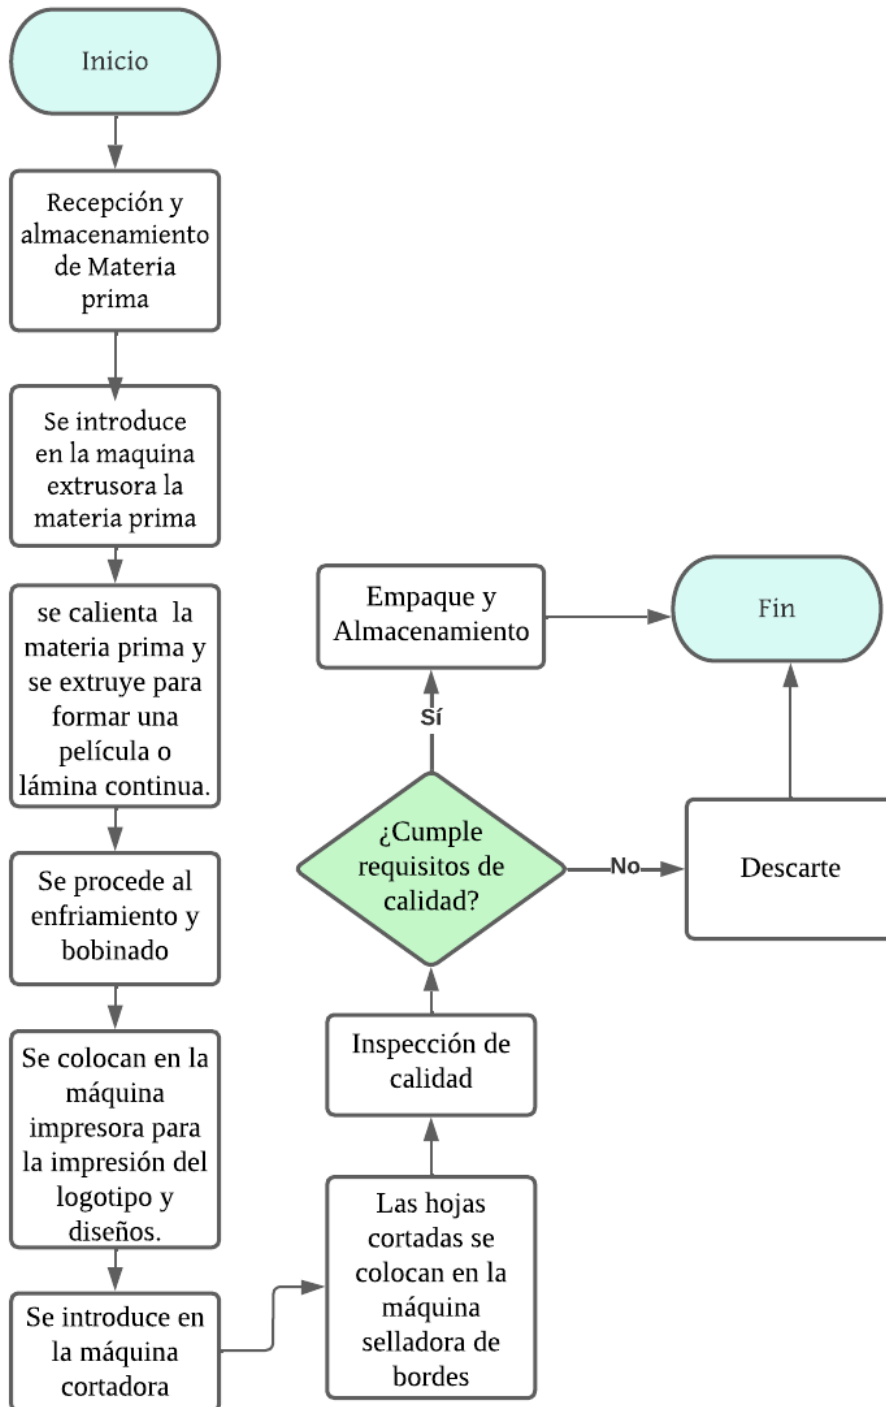 Inicio
Recepción y
almacenamiento
de Materia
prima
Se introduce
en la maquina
extrusora la
materia prima
se calienta  la
materia prima y
se extruye para
formar una
película o
lámina continua.
Se procede al
enfriamiento y
bobinado
Se colocan en la
máquina
impresora para
la impresión del
logotipo y
diseños.
Se introduce en
la máquina
cortadora
Las hojas
cortadas se
colocan en la
máquina
selladora de
bordes
Inspección de
calidad
¿Cumple
requisitos de
calidad?
Sí
Empaque y
Almacenamiento
No
Descarte
Fin